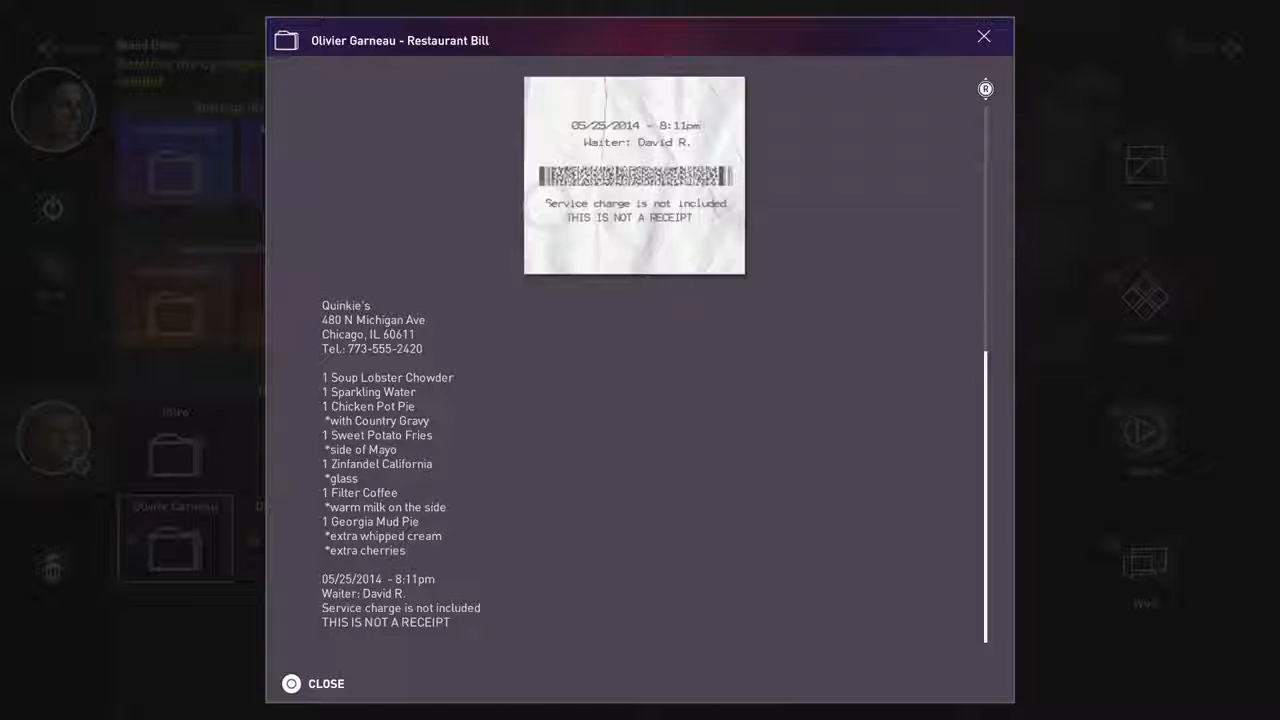 Olivier Garneau - Restaurant Bill
R
05/25/2014 - 8:11pm
Waiter: David R.
Service charge is not included
THIS IS NOT A RECEIPT
Quinkie's
480 N Michigan Ave
Chicago, IL 60611
Tel.: 773-555-2420
1 Soup Lobster Chowder
1 Sparkling Water
1 Chicken Pot Pie
*with Country Gravy
1 Sweet Potato Fries
*side of Mayo
1 Zinfandel California
*glass
1 Filter Coffee
*warm milk on the side
1 Georgia Mud Pie
*extra whipped cream
*extra cherries
05/25/2014 - 8:11pm
Waiter: David R.
Service charge is not included
THIS IS NOT A RECEIPT
CLOSE
Intro
Olivier Garneau